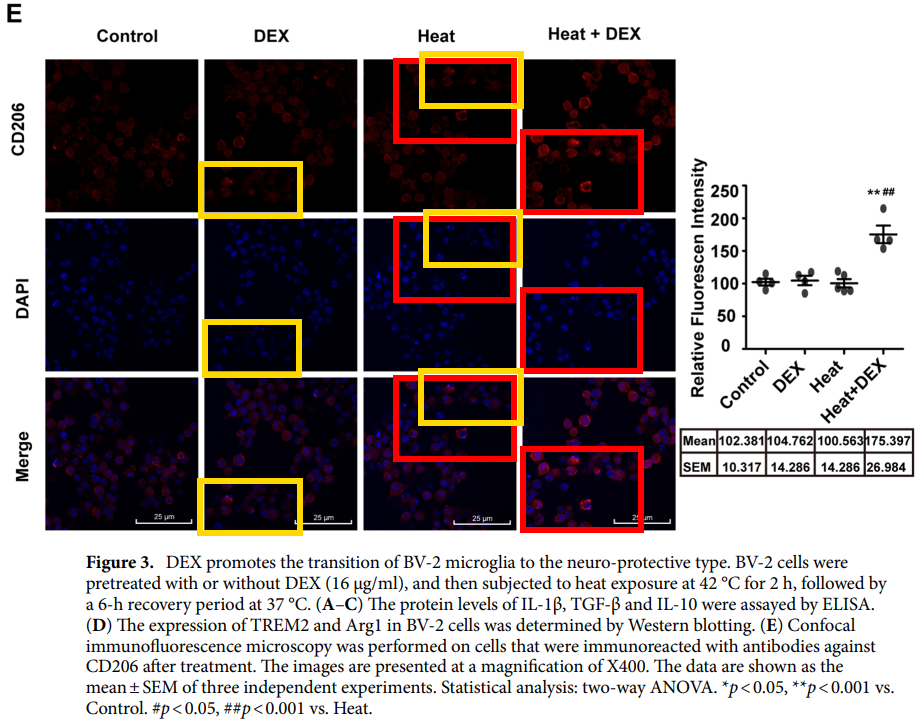 E
Control
DEX
Heat
Heat + DEX
CD206
DAPI
Merge
25 µm
25 µm
25 µm
25 µm
Relative Fluorescen Intensity
250
200
150
100
50
0
** ##
Control
DEX
Heat
Heat+DEX
Mean 102.381 104.762 100.563 175.397
SEM 10.317 14.286 14.286 26.984
Figure 3. DEX promotes the transition of BV-2 microglia to the neuro-protective type. BV-2 cells were
pretreated with or without DEX (16 µg/ml), and then subjected to heat exposure at 42 °C for 2 h, followed by
a 6-h recovery period at 37 °C. (A–C) The protein levels of IL-1β, TGF-β and IL-10 were assayed by ELISA.
(D) The expression of TREM2 and Arg1 in BV-2 cells was determined by Western blotting. (E) Confocal
immunofluorescence microscopy was performed on cells that were immunoreacted with antibodies against
CD206 after treatment. The images are presented at a magnification of X400. The data are shown as the
mean ± SEM of three independent experiments. Statistical analysis: two-way ANOVA. *p < 0.05, **p < 0.001 vs.
Control. #p < 0.05, ##p < 0.001 vs. Heat.